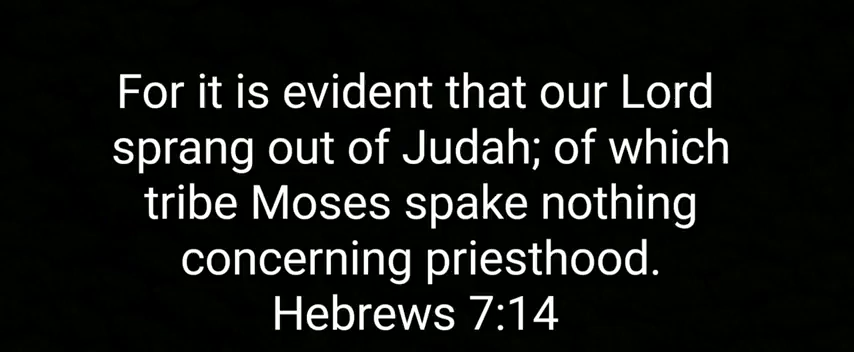 For it is evident that our Lord
sprang out of Judah; of which
tribe Moses spake nothing
concerning priesthood.
Hebrews 7:14